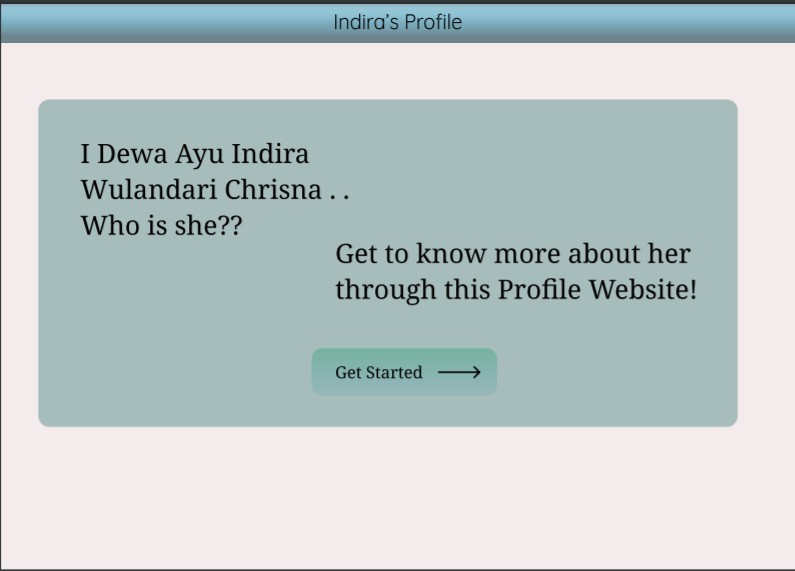 Indira's Profile
I Dewa Ayu Indira
Wulandari Chrisna . .
Who is she??
Get to know more about her
through this Profile Website!
Get Started